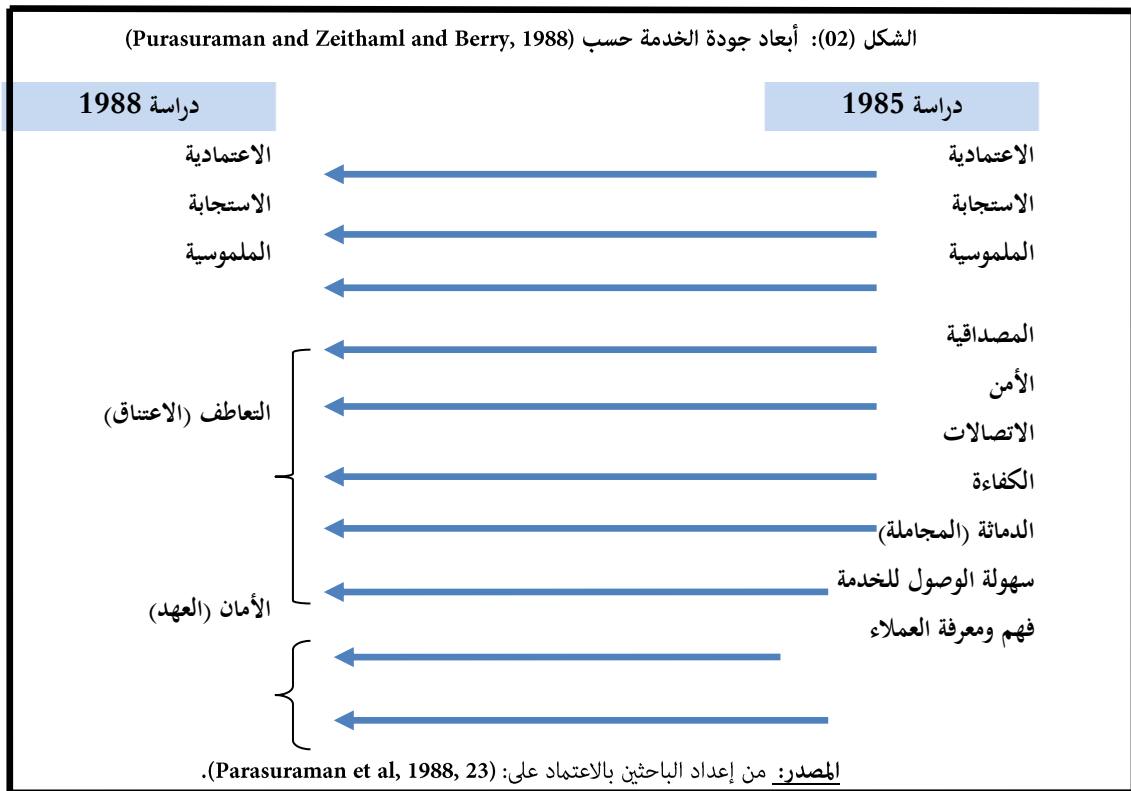 الشكل (02): أبعاد جودة الخدمة حسب (Purasuraman and Zeithaml and Berry, 1988)
دراسة 1985
دراسة 1988
الاعتمادية
الاعتمادية
الاستجابة
الاستجابة
الملموسية
الملموسية
المصداقية
الأمن
التعاطف (الاعتناق)
الاتصالات
الكفاءة
الدماثة (المجاملة)
سهولة الوصول للخدمة
الأمان (العهد)
فهم ومعرفة العملاء
المصدر: من إعداد الباحثين بالاعتماد على: (Parasuraman et al, 1988, 23).